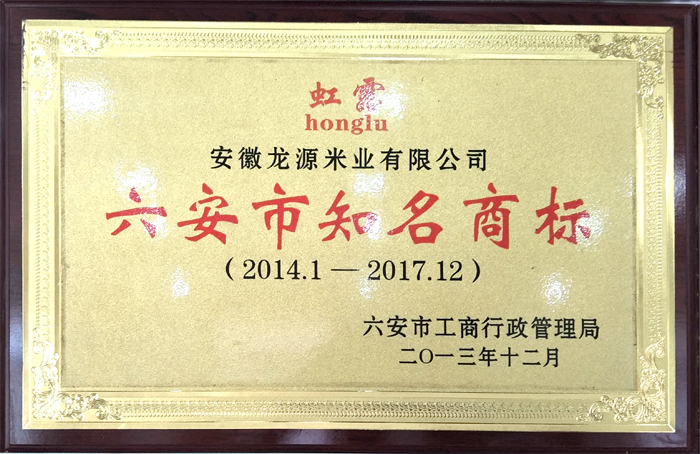 虹露
honglu
安徽龙源米业有限公司
六安市知名商标
（2014.1—2017.12）
六安市工商行政管理局
二〇一三年十二月